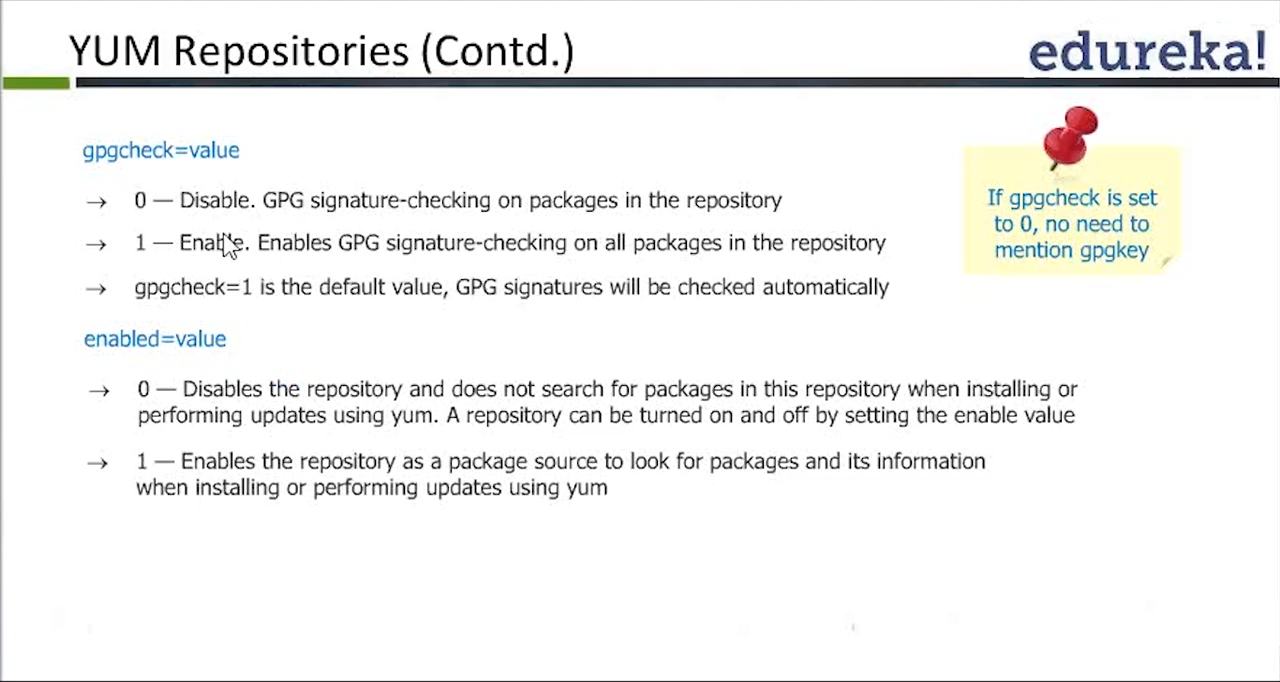 YUM Repositories (Contd.)
edureka!
gpgcheck=value
→ 0 — Disable. GPG signature-checking on packages in the repository
→ 1 — Enable. Enables GPG signature-checking on all packages in the repository
→ gpgcheck=1 is the default value, GPG signatures will be checked automatically
If gpgcheck is set
to 0, no need to
mention gpgkey
enabled=value
→ 0 — Disables the repository and does not search for packages in this repository when installing or
performing updates using yum. A repository can be turned on and off by setting the enable value
→ 1 — Enables the repository as a package source to look for packages and its information
when installing or performing updates using yum